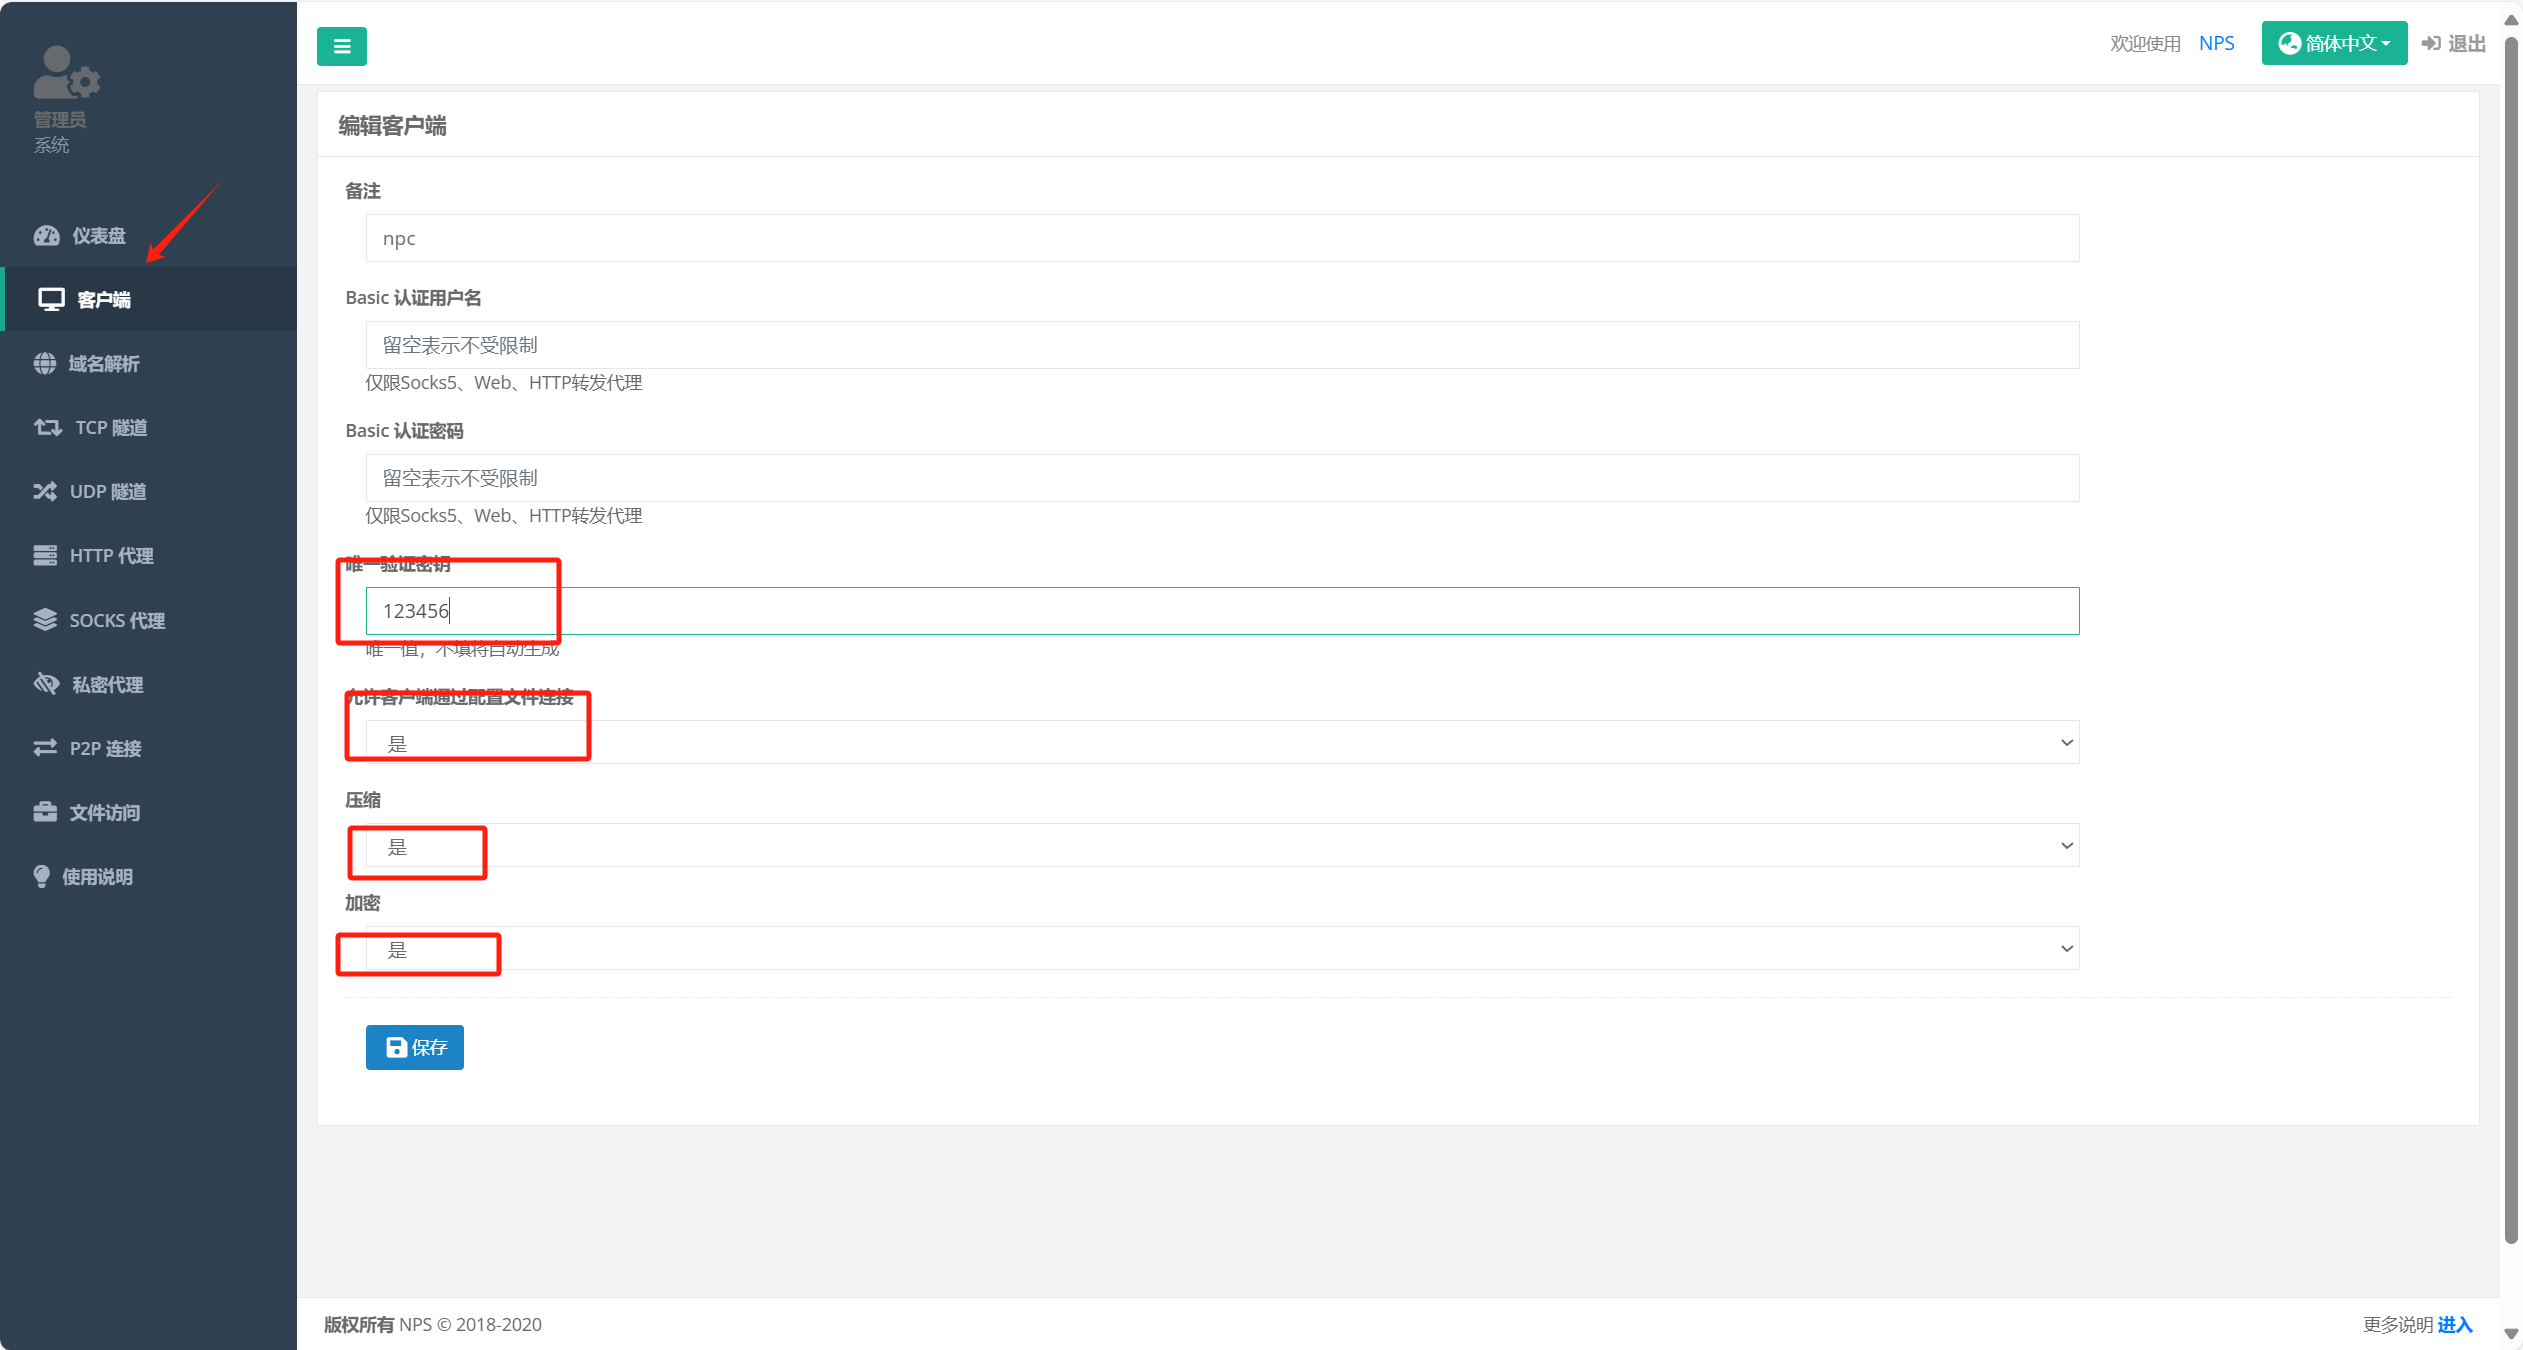 管理员
系统
仪表盘
客户端
域名解析
TCP 隧道
UDP 隧道
HTTP 代理
SOCKS 代理
私密代理
P2P 连接
文件访问
使用说明
欢迎使用 NPS
简体中文
退出
编辑客户端
备注
npc
Basic 认证用户名
留空表示不受限制
仅限Socks5、Web、HTTP转发代理
Basic 认证密码
留空表示不受限制
仅限Socks5、Web、HTTP转发代理
唯一验证密钥
123456
唯一值，不填将自动生成
允许客户端通过配置文件连接
是
压缩
是
加密
是
保存
版权所有 NPS © 2018-2020
更多说明 进入